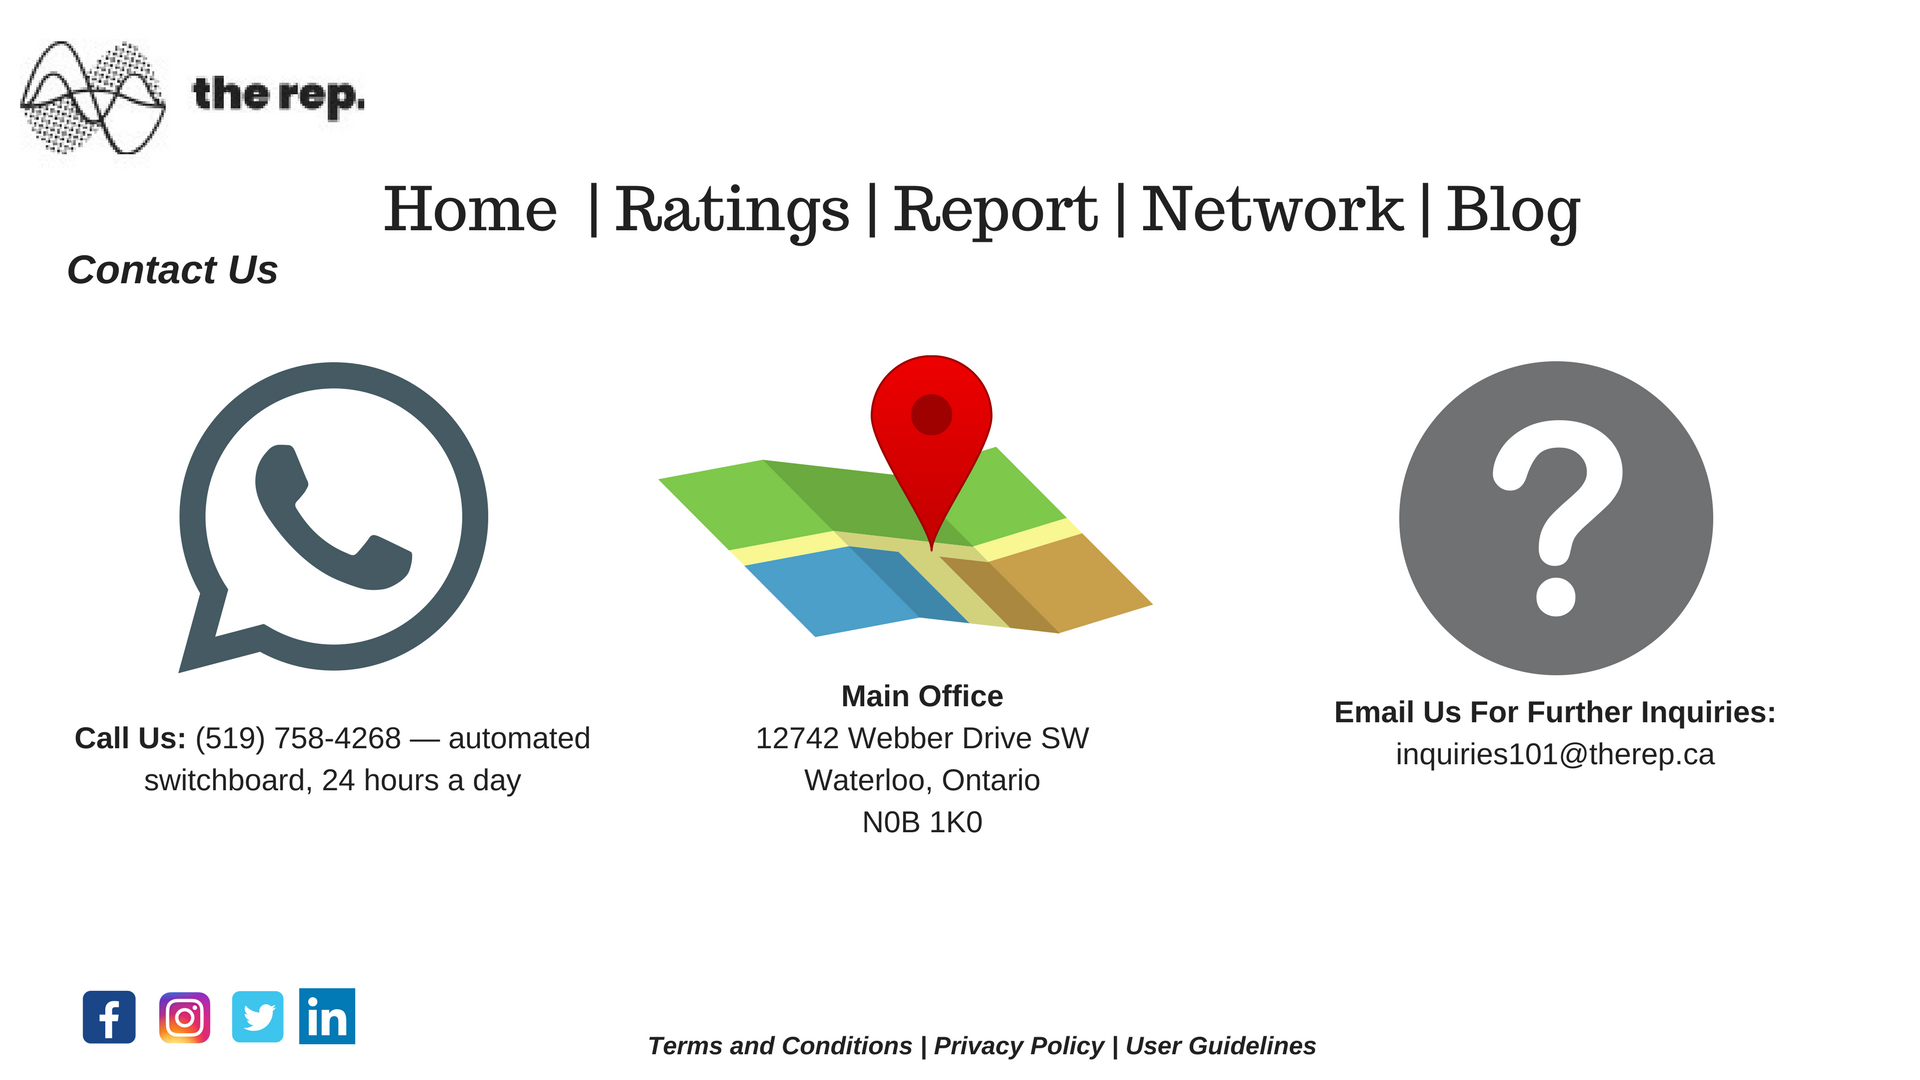 the rep.
Home | Ratings | Report | Network | Blog
Contact Us
Call Us: (519) 758-4268 — automated
switchboard, 24 hours a day
Main Office
12742 Webber Drive SW
Waterloo, Ontario
N0B 1K0
Email Us For Further Inquiries:
inquiries101@therep.ca
f
in
Terms and Conditions | Privacy Policy | User Guidelines